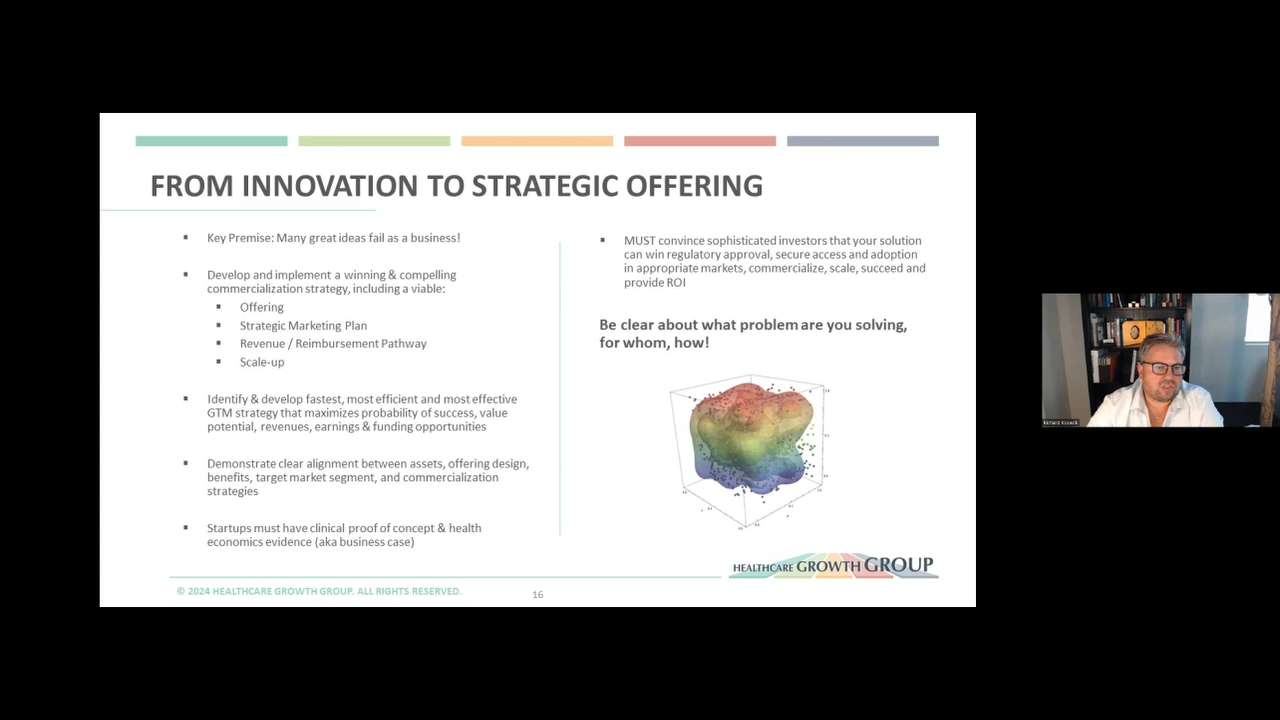 FROM INNOVATION TO STRATEGIC OFFERING
Key Premise: Many great ideas fail as a business!
Develop and implement a winning & compelling
commercialization strategy, including a viable:
Offering
Strategic Marketing Plan
Revenue / Reimbursement Pathway
Scale-up
Identify & develop fastest, most efficient and most effective
GTM strategy that maximizes probability of success, value
potential, revenues, earnings & funding opportunities
Demonstrate clear alignment between assets, offering design,
benefits, target market segment, and commercialization
strategies
Startups must have clinical proof of concept & health
economics evidence (aka business case)
MUST convince sophisticated investors that your solution
can win regulatory approval, secure access and adoption
in appropriate markets, commercialize, scale, succeed and
provide ROI
Be clear about what problem are you solving,
for whom, how!
HEALTHCARE GROWTH GROUP
© 2024 HEALTHCARE GROWTH GROUP. ALL RIGHTS RESERVED.
16
Richard